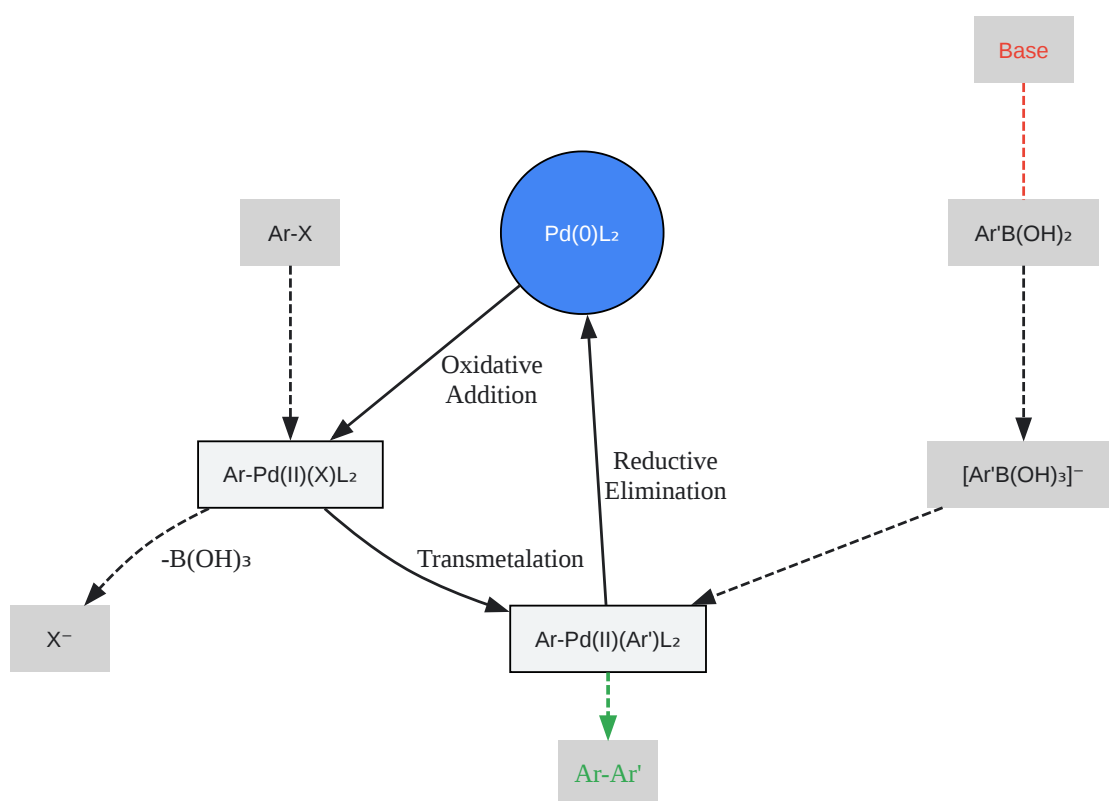 Base
Ar-X
Pd(0)L₂
Ar'B(OH)₂
Oxidative
Addition
Ar-Pd(II)(X)L₂
Reductive
Elimination
[Ar'B(OH)₃]⁻
-B(OH)₃
Transmetalation
X⁻
Ar-Pd(II)(Ar')L₂
Ar-Ar'